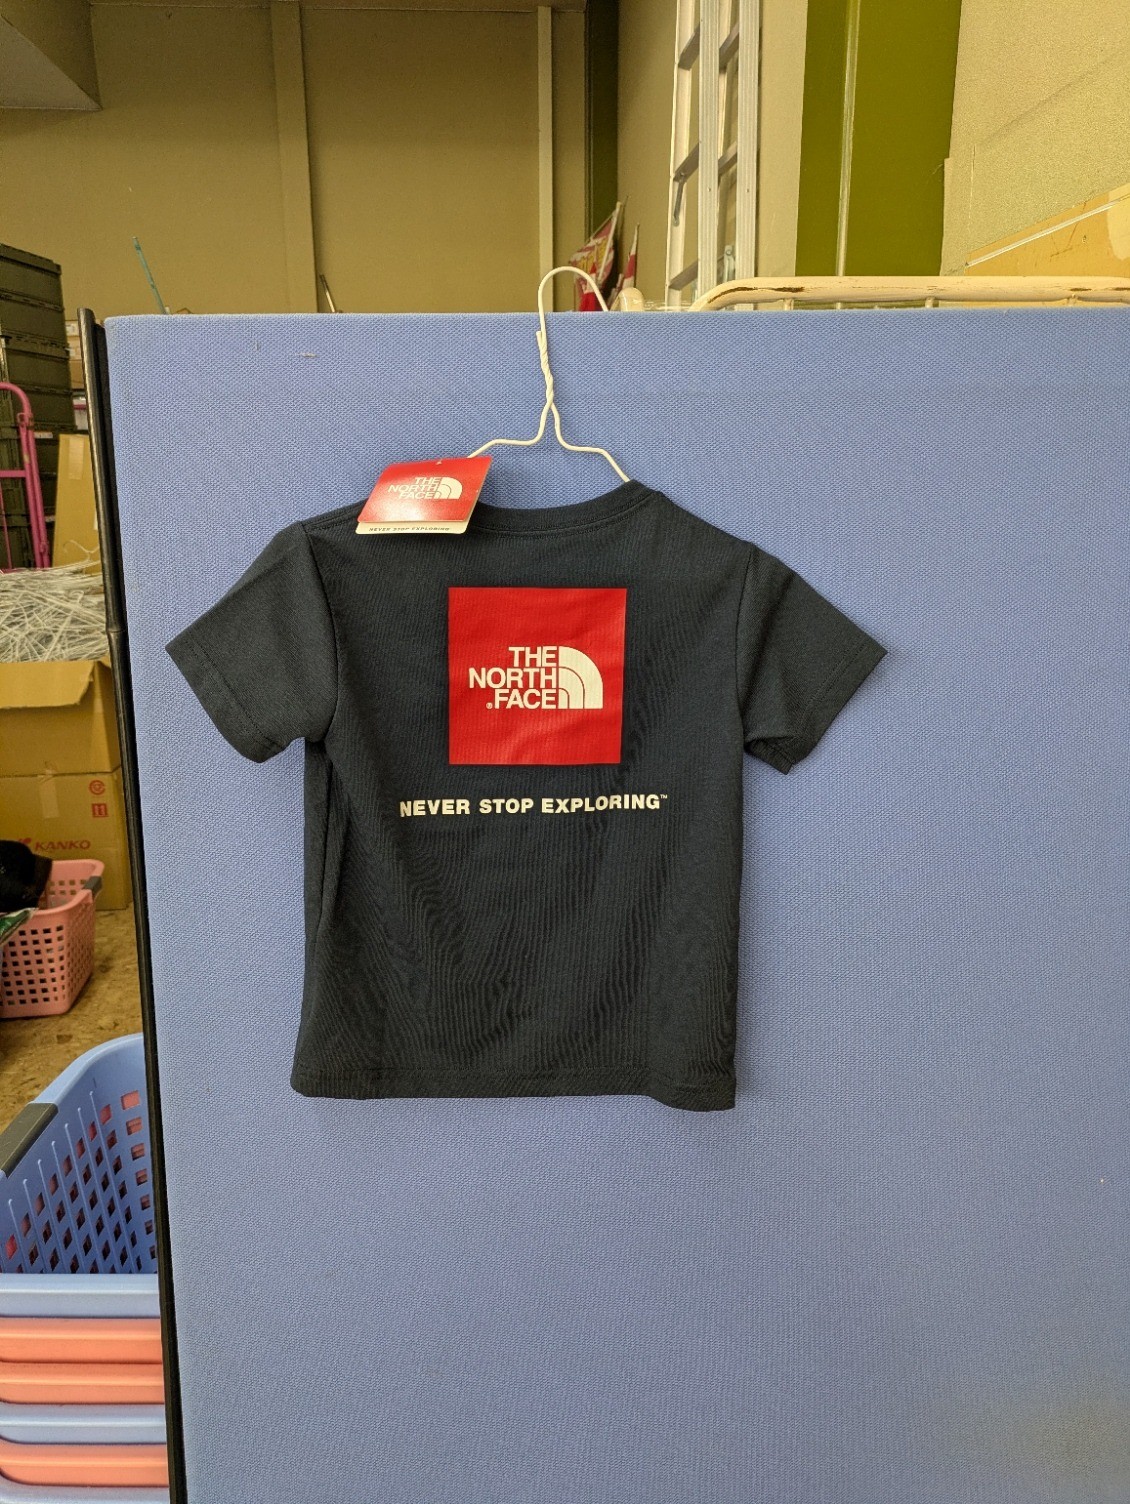 THE
NORTH
FACE
NEVER STOP EXPLORING
THE
NORTH
®FACE
NEVER STOP EXPLORING™
KANKO